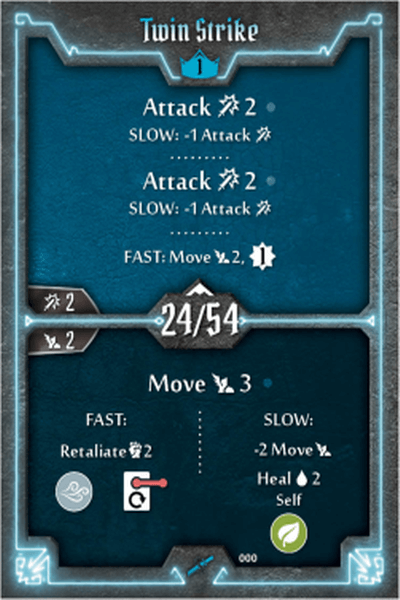 Twin Strike
1
Attack 2
SLOW: -1 Attack
Attack 2
SLOW: -1 Attack
FAST: Move 2, 1
2
24/54
2
Move 3
FAST:
SLOW:
Retaliate 2
-2 Move
Heal 2
Self
000